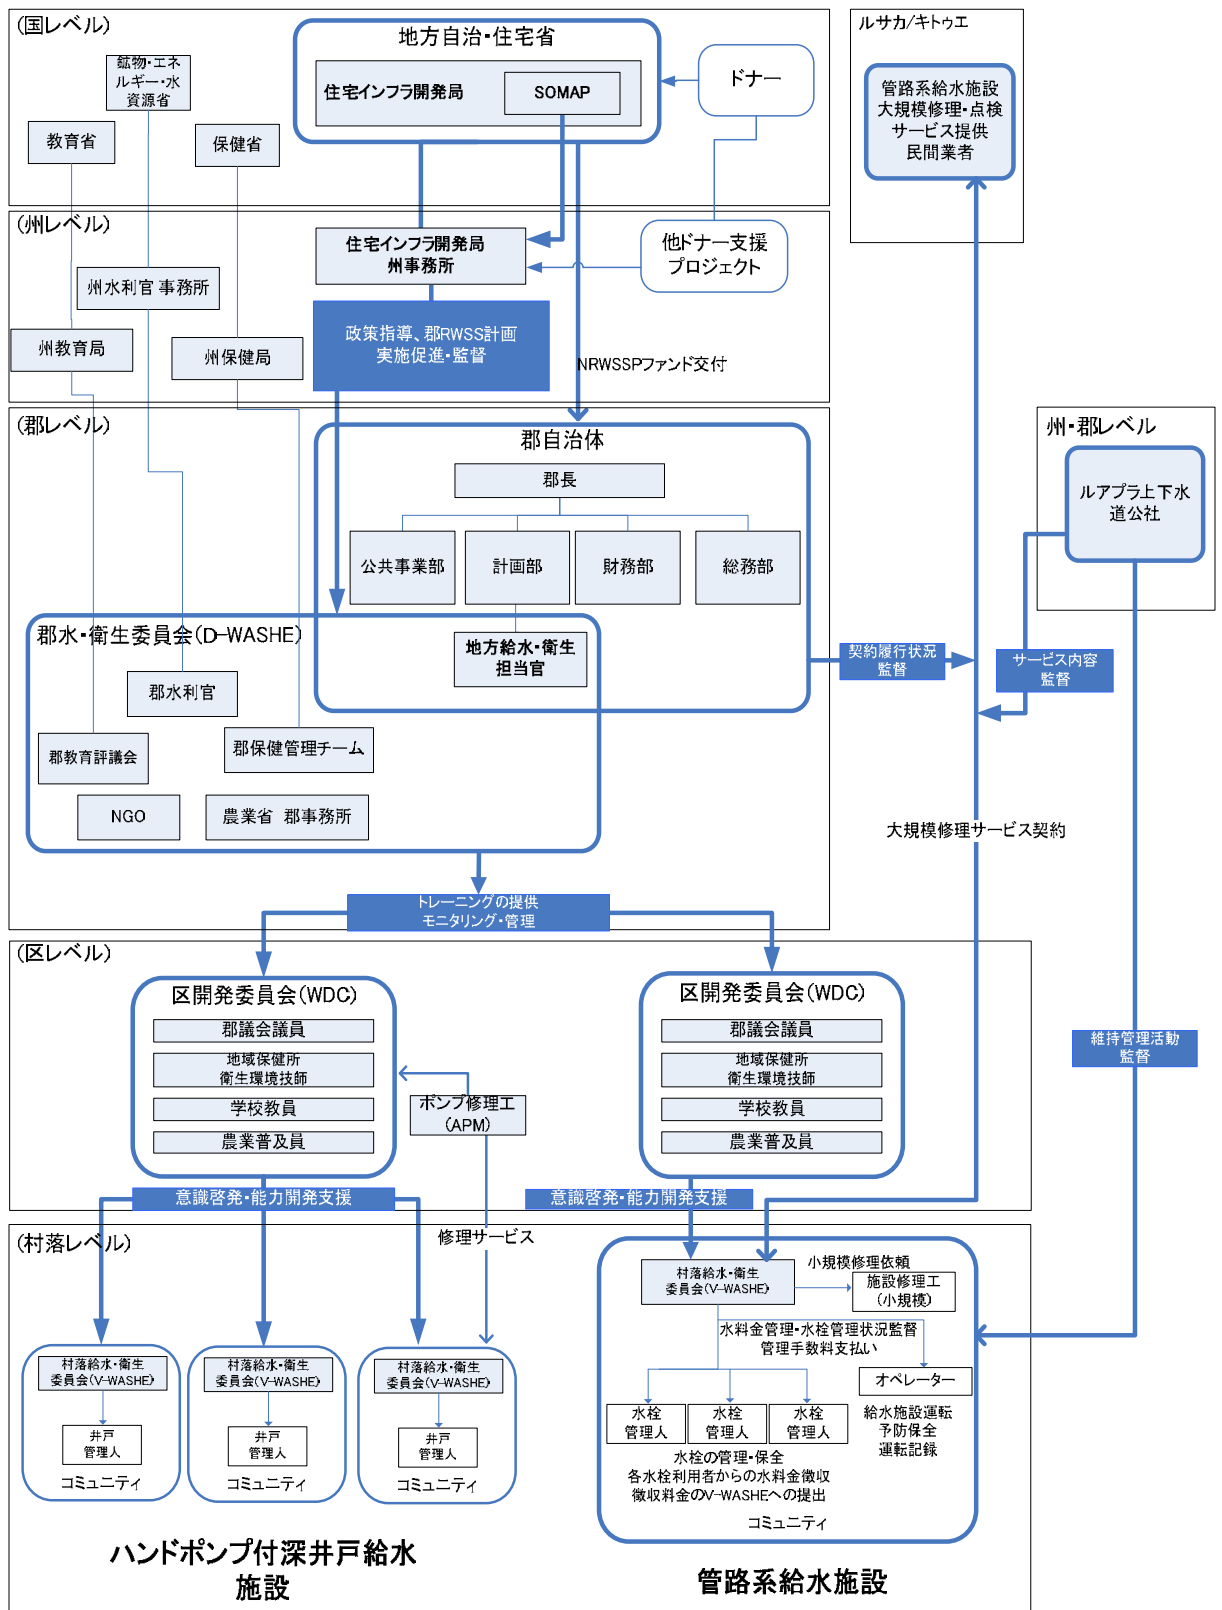 (国レベル)
地方自治・住宅省
住宅インフラ開発局
SOMAP
ドナー
鉱物・エネ
ルギー・水
資源省
教育省
保健省
ルサカ/キトゥエ
管路系給水施設
大規模修理・点検
サービス提供
民間業者
(州レベル)
住宅インフラ開発局
州事務所
他ドナー支援
プロジェクト
州水利官 事務所
州教育局
州保健局
政策指導、郡RWSS計画
実施促進・監督
NRWSSPファンド交付
(郡レベル)
郡自治体
郡長
公共事業部
計画部
財務部
総務部
州・郡レベル
ルアプラ上下水
道公社
郡水・衛生委員会(D-WASHE)
地方給水・衛生
担当官
郡水利官
郡教育評議会
郡保健管理チーム
NGO
農業省 郡事務所
契約履行状況
監督
サービス内容
監督
大規模修理サービス契約
トレーニングの提供
モニタリング・管理
(区レベル)
区開発委員会(WDC)
郡議会議員
地域保健所
衛生環境技師
学校教員
農業普及員
ポンプ修理工
(APM)
区開発委員会(WDC)
郡議会議員
地域保健所
衛生環境技師
学校教員
農業普及員
維持管理活動
監督
意識啓発・能力開発支援
意識啓発・能力開発支援
(村落レベル)
修理サービス
村落給水・衛生
委員会(V-WASHE)
小規模修理依頼
施設修理工
(小規模)
水料金管理・水栓管理状況監督
管理手数料支払い
オペレーター
給水施設運転
予防保全
運転記録
水栓
管理人
水栓
管理人
水栓
管理人
水栓の管理・保全
各水栓利用者からの水料金徴収
徴収料金のV-WASHEへの提出
コミュニティ
村落給水・衛生
委員会(V-WASHE)
井戸
管理人
コミュニティ
村落給水・衛生
委員会(V-WASHE)
井戸
管理人
コミュニティ
村落給水・衛生
委員会(V-WASHE)
井戸
管理人
コミュニティ
ハンドポンプ付深井戸給水
施設
管路系給水施設